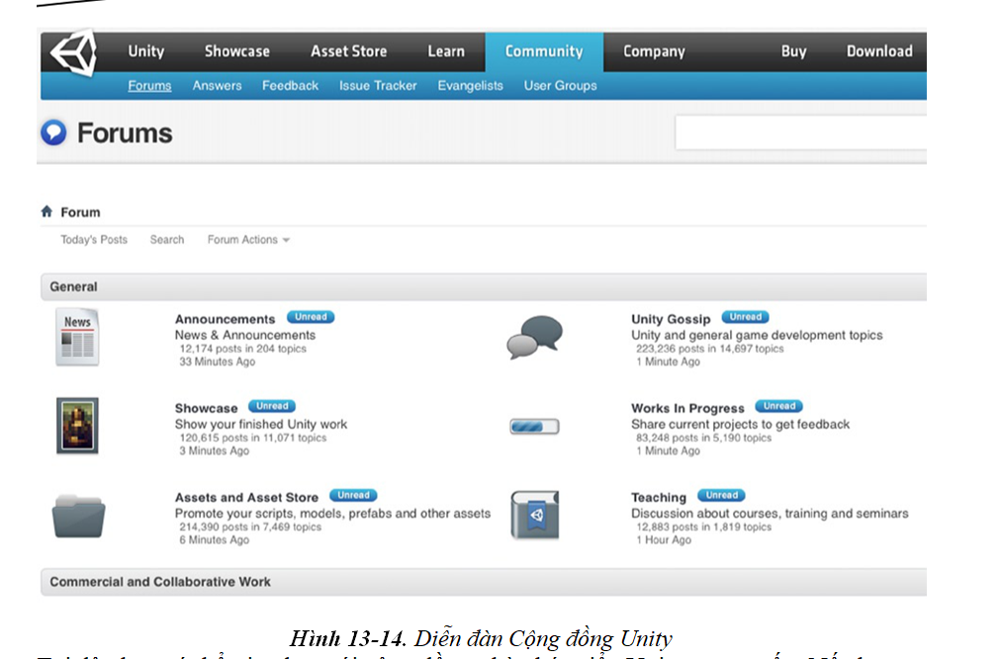 Unity Showcase Asset Store Learn Community Company Buy Download
Forums Answers Feedback Issue Tracker Evangelists User Groups
Forums
Forum
Today's Posts Search Forum Actions
General
News
Announcements Unread
News & Announcements
12,174 posts in 204 topics
33 Minutes Ago
Unity Gossip Unread
Unity and general game development topics
223,236 posts in 14,697 topics
1 Minute Ago
Showcase Unread
Show your finished Unity work
120,615 posts in 11,071 topics
3 Minutes Ago
Works In Progress Unread
Share current projects to get feedback
83,248 posts in 5,190 topics
1 Minute Ago
Assets and Asset Store Unread
Promote your scripts, models, prefabs and other assets
214,390 posts in 7,469 topics
6 Minutes Ago
Teaching Unread
Discussion about courses, training and seminars
12,883 posts in 1,819 topics
1 Hour Ago
Commercial and Collaborative Work
Hình 13-14. Diễn đàn Cộng đồng Unity